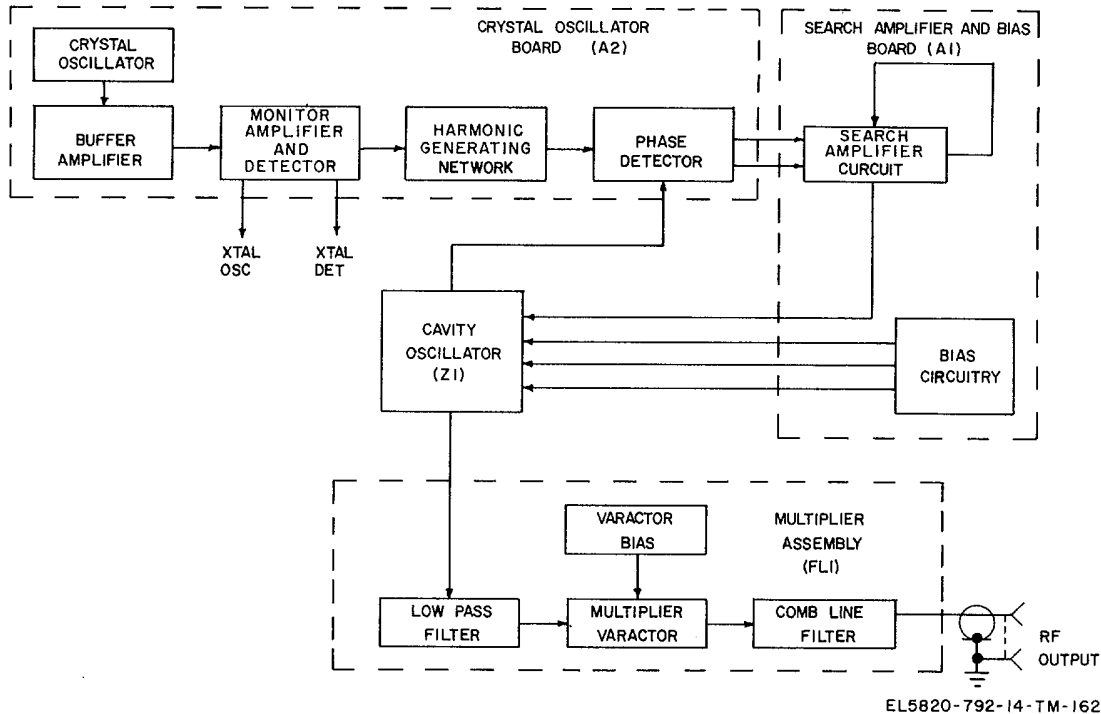 CRYSTAL OSCILLATOR
BOARD (A2)
SEARCH AMPLIFIER AND BIAS
BOARD (A1)
CRYSTAL
OSCILLATOR
BUFFER
AMPLIFIER
MONITOR
AMPLIFIER
AND
DETECTOR
HARMONIC
GENERATING
NETWORK
PHASE
DETECTOR
SEARCH
AMPLIFIER
CURCUIT
XTAL
OSC
XTAL
DET
CAVITY
OSCILLATOR
(Z1)
BIAS
CIRCUITRY
VARACTOR
BIAS
MULTIPLIER
ASSEMBLY
(FL1)
LOW PASS
FILTER
MULTIPLIER
VARACTOR
COMB LINE
FILTER
RF
OUTPUT
EL5820-792-14-TM-162